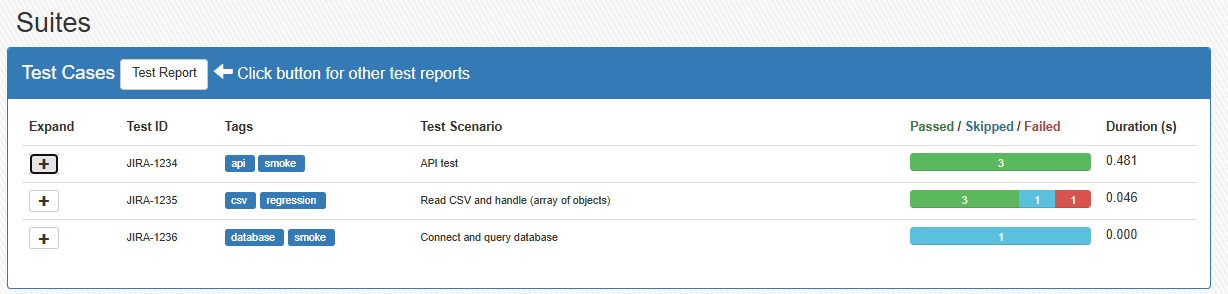 Suites
Test Cases Test Report Click button for other test reports
Expand Test ID Tags Test Scenario Passed / Skipped / Failed Duration (s)
JIRA-1234 api smoke API test 3 0.481
JIRA-1235 csv regression Read CSV and handle (array of objects) 3 1 1 0.046
JIRA-1236 database smoke Connect and query database 1 0.000